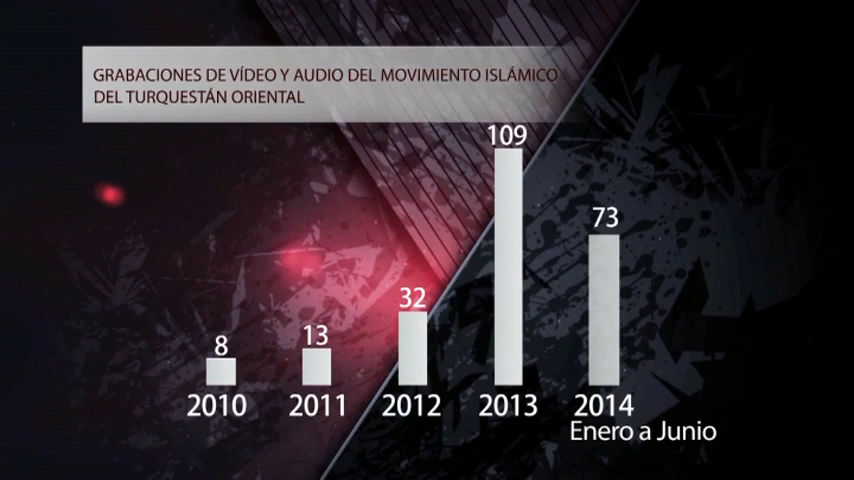 GRABACIONES DE VÍDEO Y AUDIO DEL MOVIMIENTO ISLÁMICO
DEL TURQUESTÁN ORIENTAL
109
73
32
13
8
2010 2011 2012 2013 2014
Enero a Junio